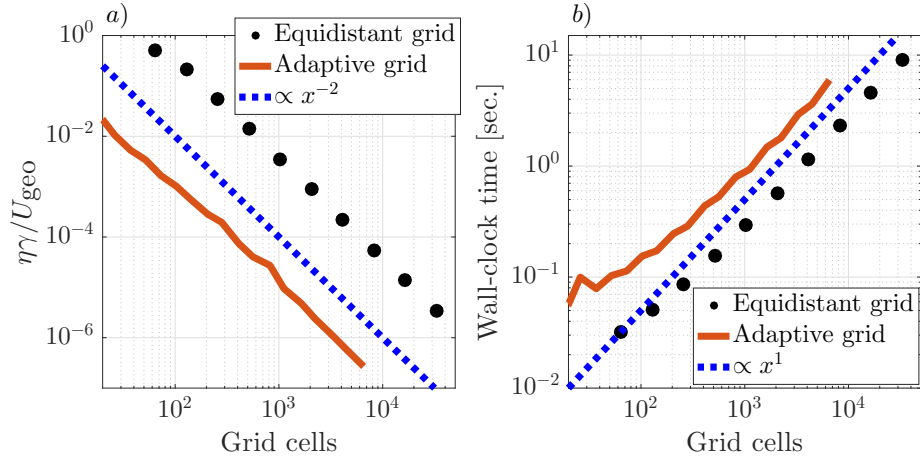 a)
10^0
10^-2
10^-4
10^-6
ηγ/U_geo
10^2
10^3
10^4
Grid cells
Equidistant grid
Adaptive grid
∝ x^-2
b)
10^1
10^0
10^-1
10^-2
Wall-clock time [sec.]
10^2
10^3
10^4
Grid cells
Equidistant grid
Adaptive grid
∝ x^1